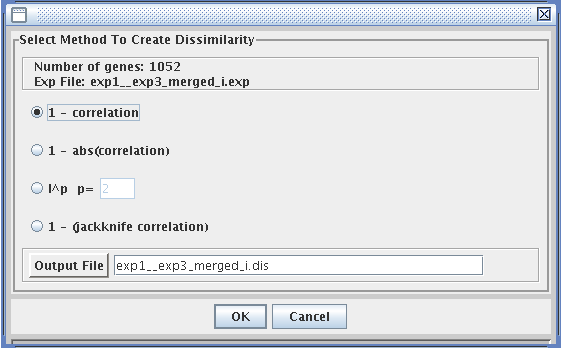 Select Method To Create Dissimilarity
Number of genes: 1052
Exp File: exp1__exp3_merged_i.exp
1 - correlation
1 - abs(correlation)
l^p p= 2
1 - (jackknife correlation)
Output File exp1__exp3_merged_i.dis
OK Cancel